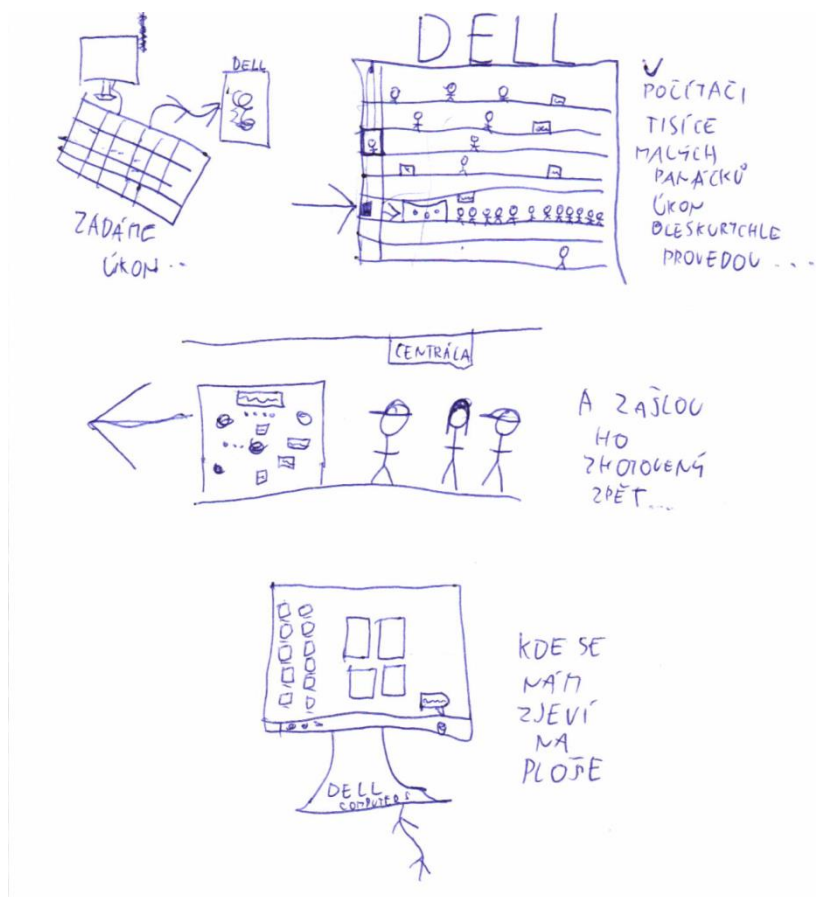 DELL
ZADÁME
ÚKON..
DELL
V
POČÍTAČI
TISÍCE
MALÝCH
PANÁČKŮ
ÚKON
BLESKURYCHLE
PROVEDOU ...
CENTRÁLA
A ZAŠLOU
HO
ZHOTOVENÝ
ZPĚT...
DELL
COMPUTERS
KDE SE
NÁM
ZJEVÍ
NA
PLOŠE